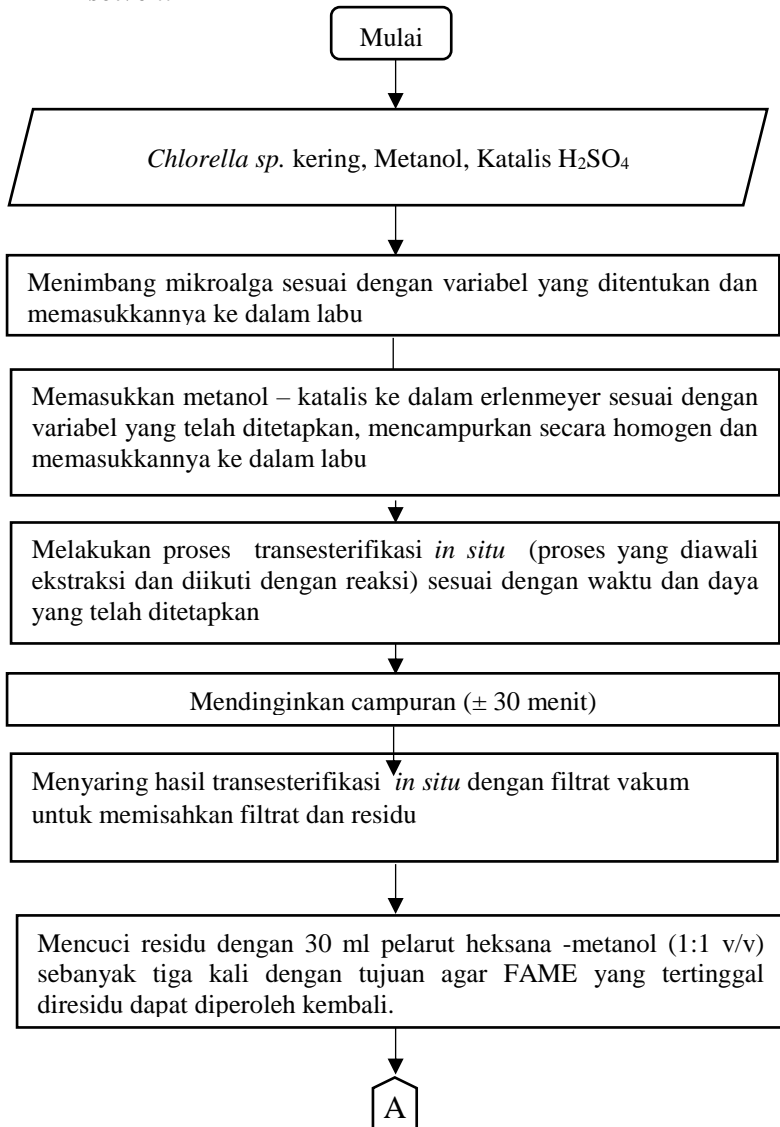 Mulai
Chlorella sp. kering, Metanol, Katalis H₂SO₄
Menimbang mikroalga sesuai dengan variabel yang ditentukan dan
memasukkannya ke dalam labu
Memasukkan metanol – katalis ke dalam erlenmeyer sesuai dengan
variabel yang telah ditetapkan, mencampurkan secara homogen dan
memasukkannya ke dalam labu
Melakukan proses transesterifikasi in situ (proses yang diawali
ekstraksi dan diikuti dengan reaksi) sesuai dengan waktu dan daya
yang telah ditetapkan
Mendinginkan campuran (± 30 menit)
Menyaring hasil transesterifikasi in situ dengan filtrat vakum
untuk memisahkan filtrat dan residu
Mencuci residu dengan 30 ml pelarut heksana -metanol (1:1 v/v)
sebanyak tiga kali dengan tujuan agar FAME yang tertinggal
diresidu dapat diperoleh kembali.
A